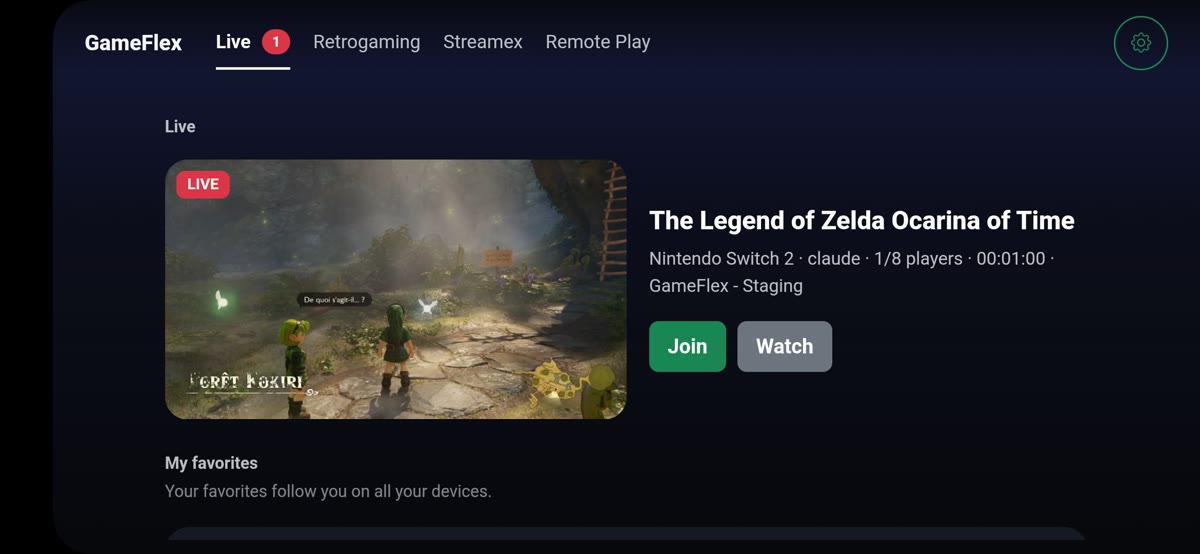 GameFlex Live 1 Retrogaming Streamex Remote Play
Live
LIVE
De quoi s'agit-il... ?
FORÊT KOKIRI
The Legend of Zelda Ocarina of Time
Nintendo Switch 2 · claude · 1/8 players · 00:01:00 ·
GameFlex - Staging
Join Watch
My favorites
Your favorites follow you on all your devices.